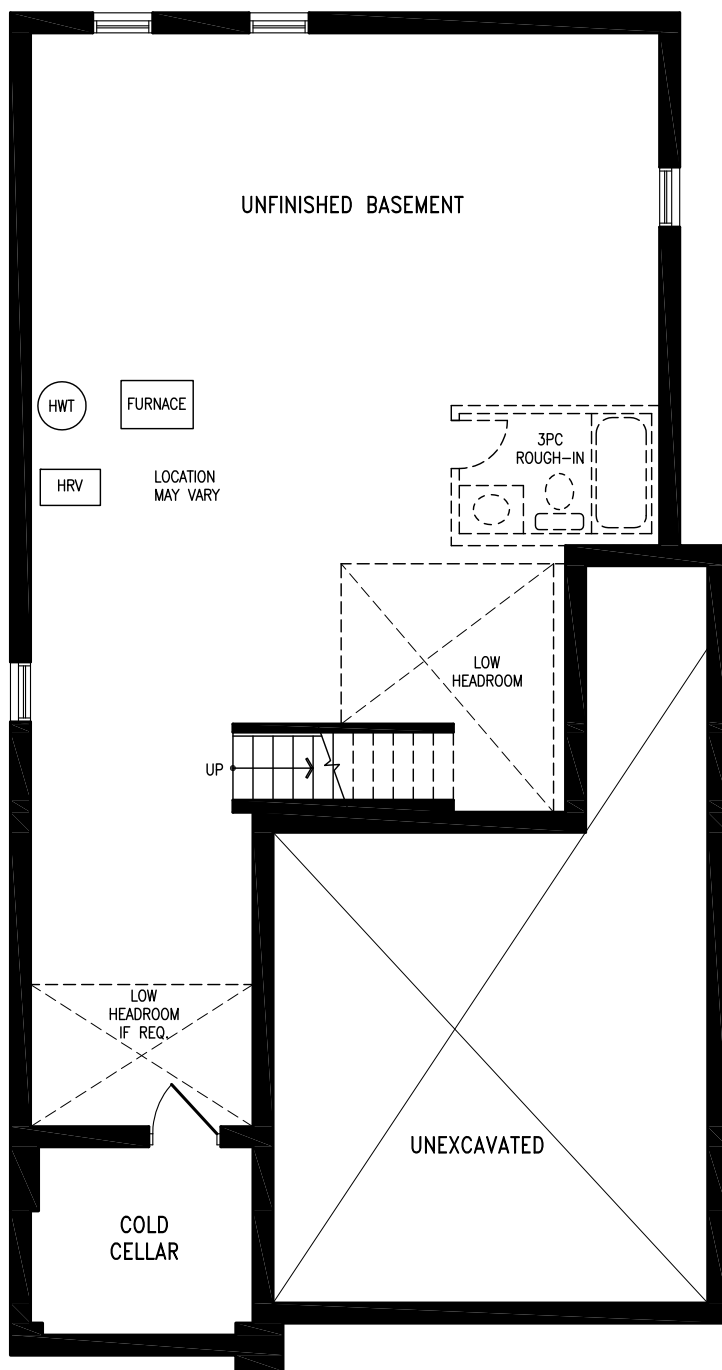 UNFINISHED BASEMENT
HWT
FURNACE
3PC
ROUGH-IN
HRV
LOCATION
MAY VARY
LOW
HEADROOM
UP
LOW
HEADROOM
IF REQ.
UNEXCAVATED
COLD
CELLAR